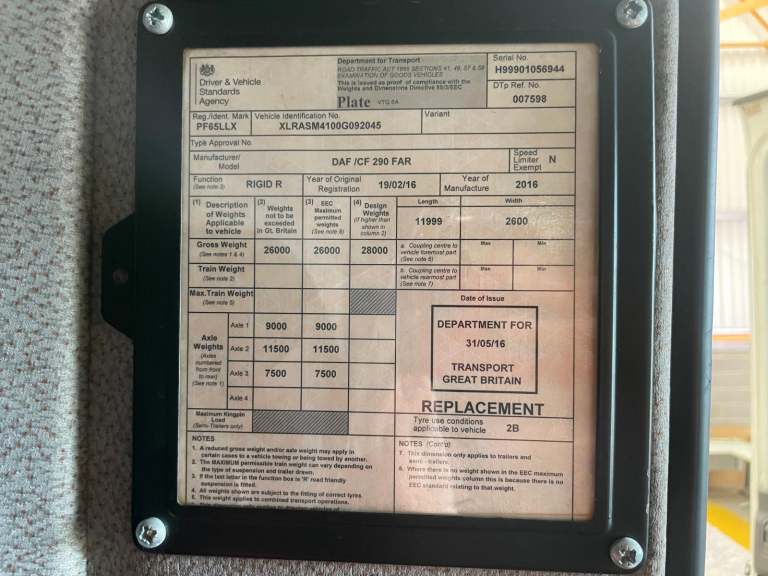 Driver & Vehicle
Standards
Agency
Department for Transport
ROAD TRAFFIC ACT 1988 SECTIONS 41, 49, 57 & 58
EXAMINATION OF GOODS VEHICLES
This is issued as proof of compliance with the
Weights and Dimensions Directive 85/3/EEC
Plate VTG 6A
Serial No.
H99901056944
DTp Ref. No.
007598
Reg./Ident. Mark
PF65LLX
Vehicle Identification No.
XLRASM4100G092045
Variant
Type Approval No.
Manufacturer/
Model
DAF /CF 290 FAR
Speed
Limiter
Exempt
N
Function
(See note 3)
RIGID R
Year of Original
Registration
19/02/16
Year of
Manufacture
2016
(1) Description
of Weights
Applicable
to vehicle
(2) Weights
not to be
exceeded
in Gt. Britain
(3) EEC
Maximum
permitted
weights
(See note 8)
(4) Design
Weights
(if higher than
shown in
column 2)
Length
11999
Width
2600
Gross Weight
(See notes 1 & 4)
26000 26000 28000
a Coupling centre to
vehicle foremost part
(See note 6)
Max
Min
Train Weight
(See note 2)
b Coupling centre to
vehicle rearmost part
(See note 7)
Max
Min
Max.Train Weight
(See note 5)
Axle
Weights
(Axles
numbered
from front
to rear)
(See note 1)
Axle 1 9000 9000
Axle 2 11500 11500
Axle 3 7500 7500
Axle 4
Maximum Kingpin
Load
(Semi-Trailers only)
Date of Issue
DEPARTMENT FOR
31/05/16
TRANSPORT
GREAT BRITAIN
REPLACEMENT
Tyre use conditions
applicable to vehicle 2B
NOTES
1. A reduced gross weight and/or axle weight may apply in
certain cases to a vehicle towing or being towed by another.
2. The MAXIMUM permissible train weight can vary depending on
the type of suspension and trailer drawn.
3. If the last letter in the function box is 'R' road friendly
suspension is fitted.
4. All weights shown are subject to the fitting of correct tyres.
5. This weight applies to combined transport operations.
NOTES (Cont'd)
7. This dimension only applies to trailers and
semi - trailers.
8. Where there is no weight shown in the EEC maximum
permitted weights column this is because there is no
EEC standard relating to that weight.